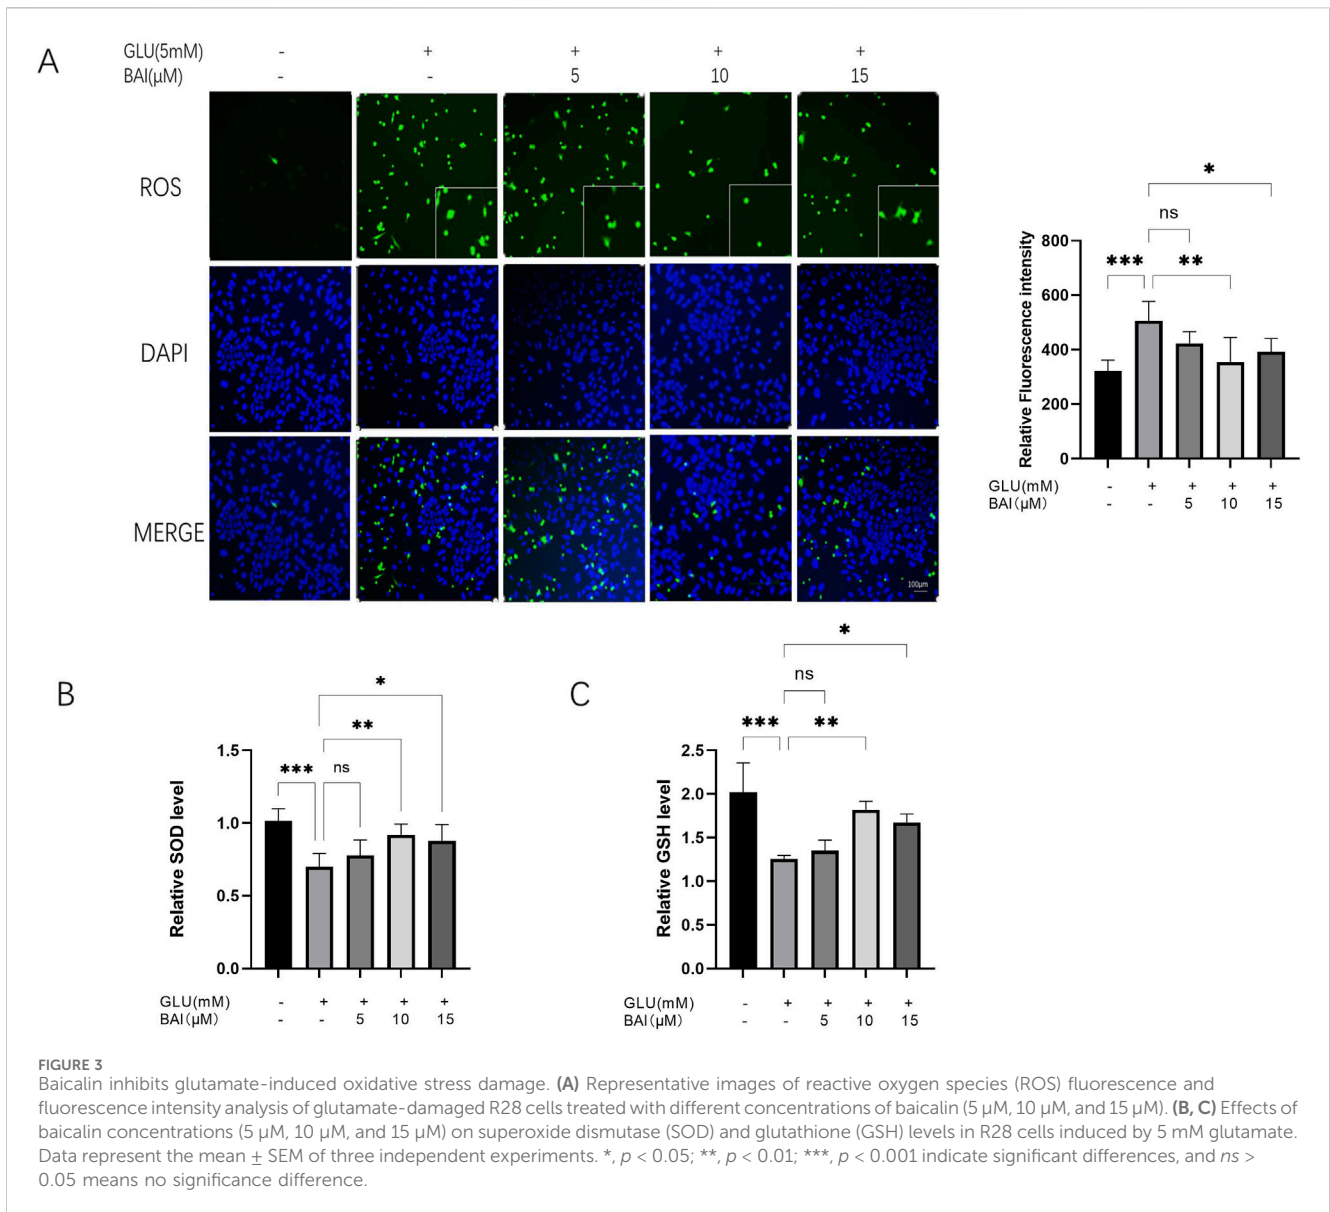 A
GLU(5mM) - + + + +
BAI(μM) - - 5 10 15
ROS
DAPI
MERGE
100μm
*
ns
*** **
800
600
400
200
0
Relative Fluorescence intensity
GLU(mM) - + + + +
BAI(μM) - - 5 10 15
B
*
**
*** ns
1.5
1.0
0.5
0.0
Relative SOD level
GLU(mM) - + + + +
BAI(μM) - - 5 10 15
C
*
ns
*** **
2.5
2.0
1.5
1.0
0.5
0.0
Relative GSH level
GLU(mM) - + + + +
BAI(μM) - - 5 10 15
FIGURE 3
Baicalin inhibits glutamate-induced oxidative stress damage. (A) Representative images of reactive oxygen species (ROS) fluorescence and
fluorescence intensity analysis of glutamate-damaged R28 cells treated with different concentrations of baicalin (5 μM, 10 μM, and 15 μM). (B, C) Effects of
baicalin concentrations (5 μM, 10 μM, and 15 μM) on superoxide dismutase (SOD) and glutathione (GSH) levels in R28 cells induced by 5 mM glutamate.
Data represent the mean ± SEM of three independent experiments. *, p < 0.05; **, p < 0.01; ***, p < 0.001 indicate significant differences, and ns >
0.05 means no significance difference.